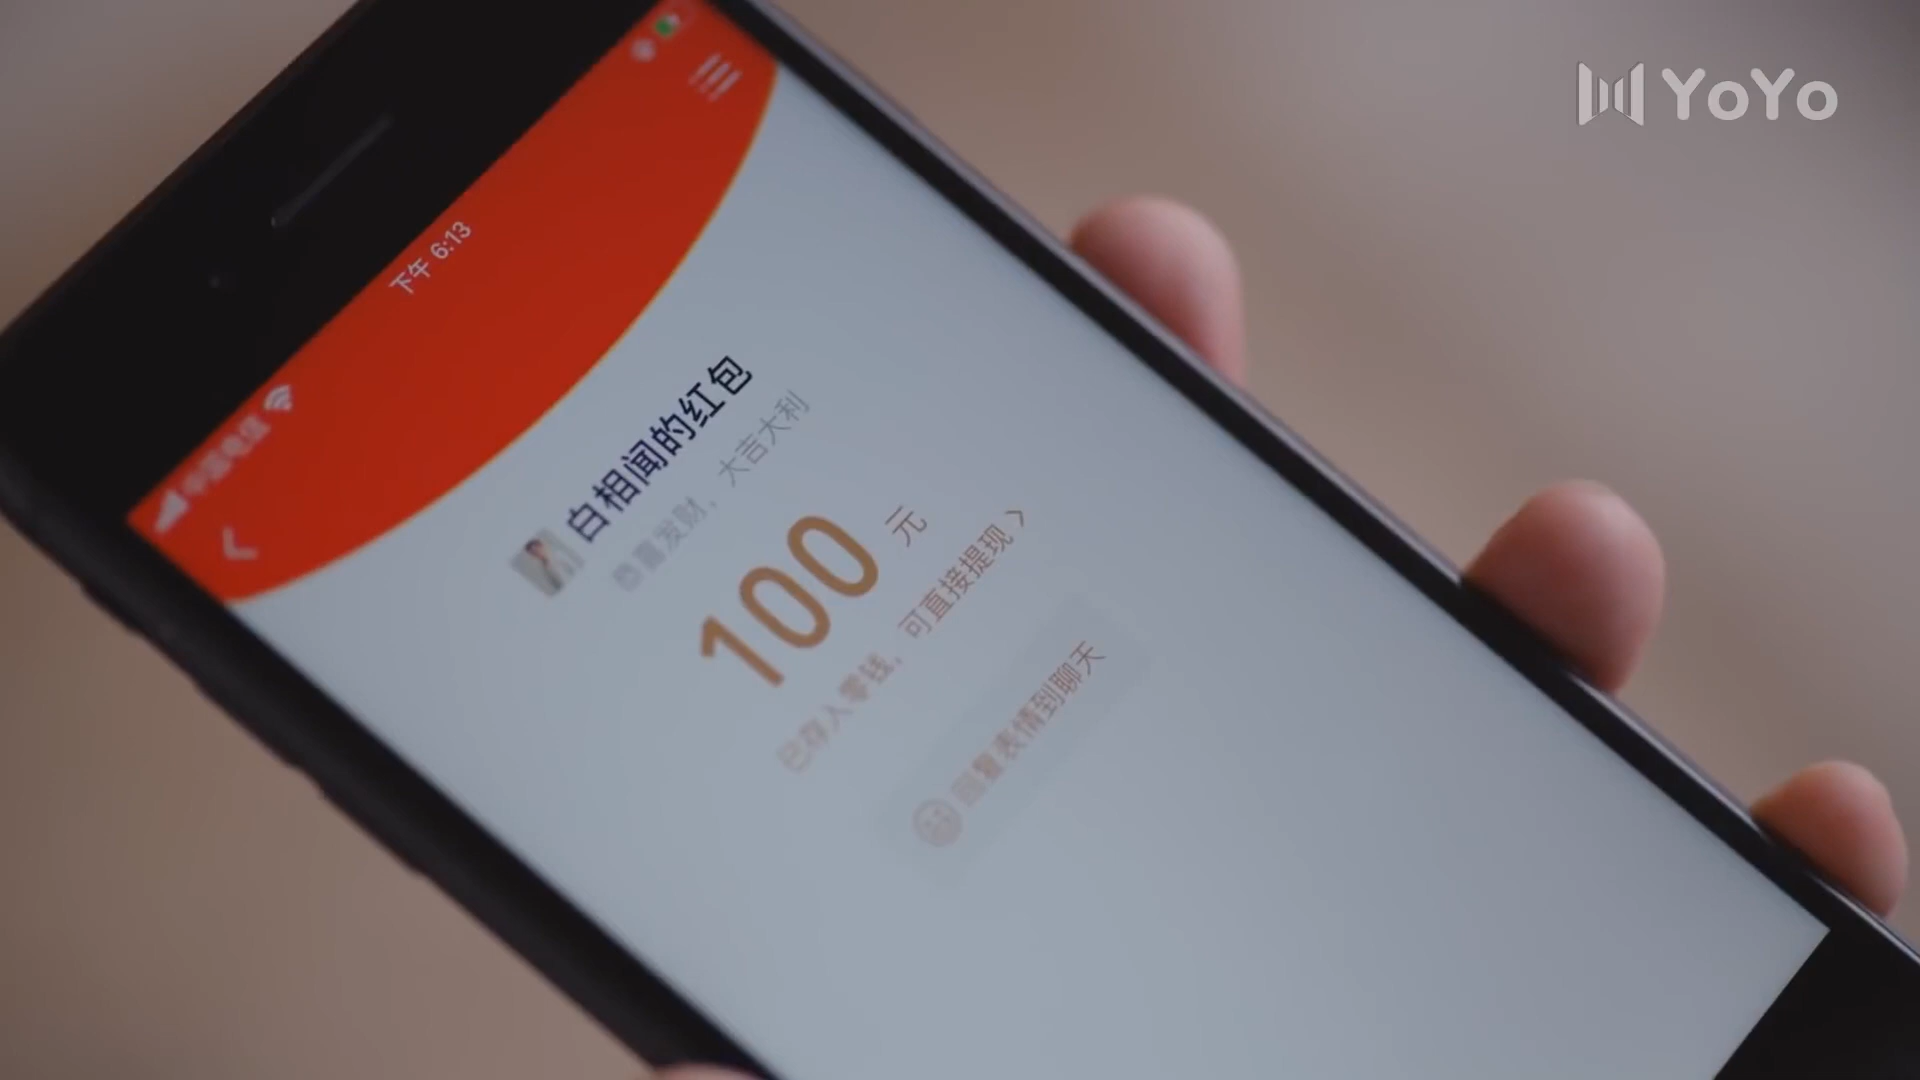 YoYo
中国电信
下午 6:13
白相闻的红包
恭喜发财，大吉大利
100 元
已存入零钱，可直接提现 >
回复表情到聊天